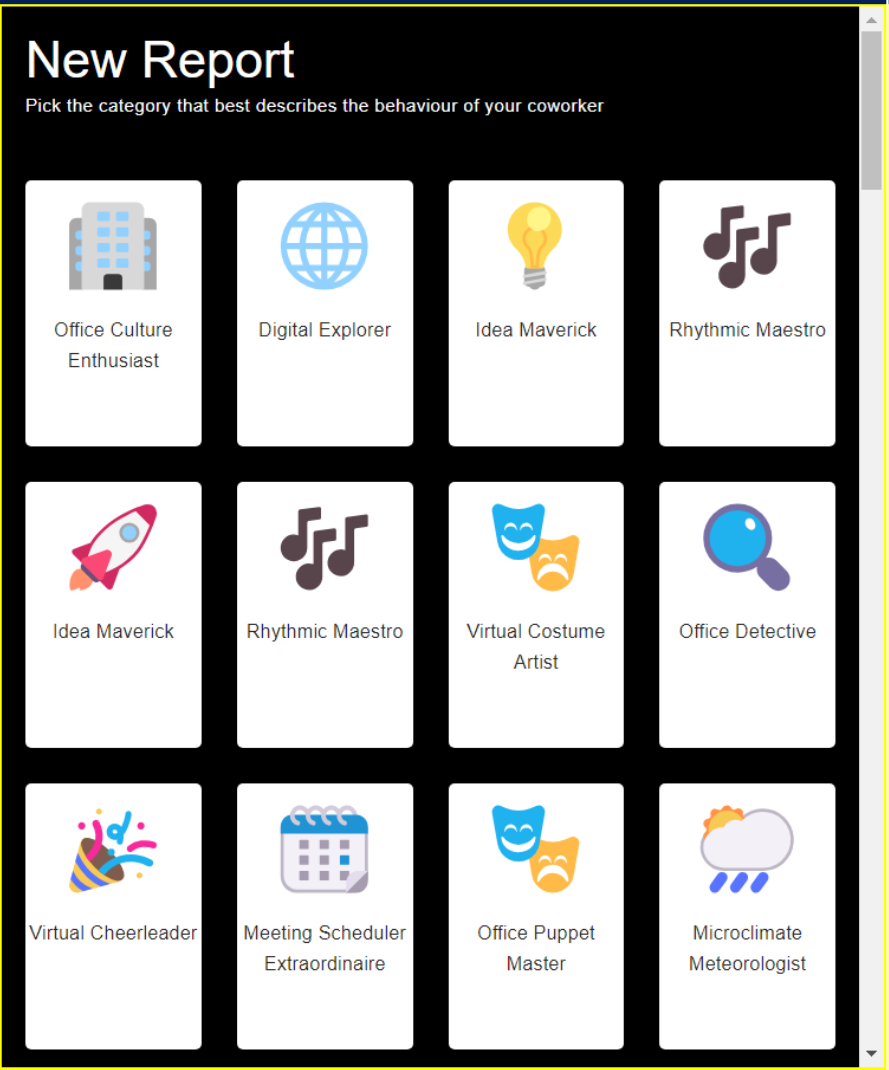 New Report
Pick the category that best describes the behaviour of your coworker
Office Culture
Enthusiast
Digital Explorer
Idea Maverick
Rhythmic Maestro
Idea Maverick
Rhythmic Maestro
Virtual Costume
Artist
Office Detective
Virtual Cheerleader
Meeting Scheduler
Extraordinaire
Office Puppet
Master
Microclimate
Meteorologist